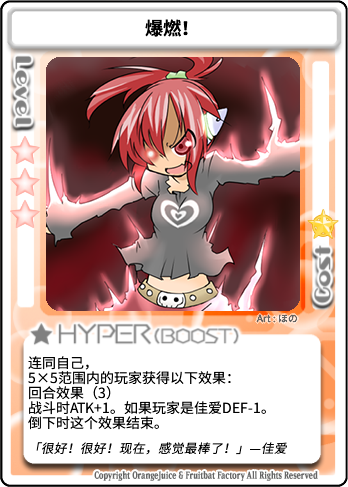 爆燃!
Level
Cost
Art : ほの
HYPER(BOOST)
连同自己，
5×5范围内的玩家获得以下效果：
回合效果（3）
战斗时ATK+1。如果玩家是佳爱DEF-1。
倒下时这个效果结束。
「很好！很好！现在，感觉最棒了！」—佳爱
Copyright OrangeJuice & Fruitbat Factory All Rights Reserved